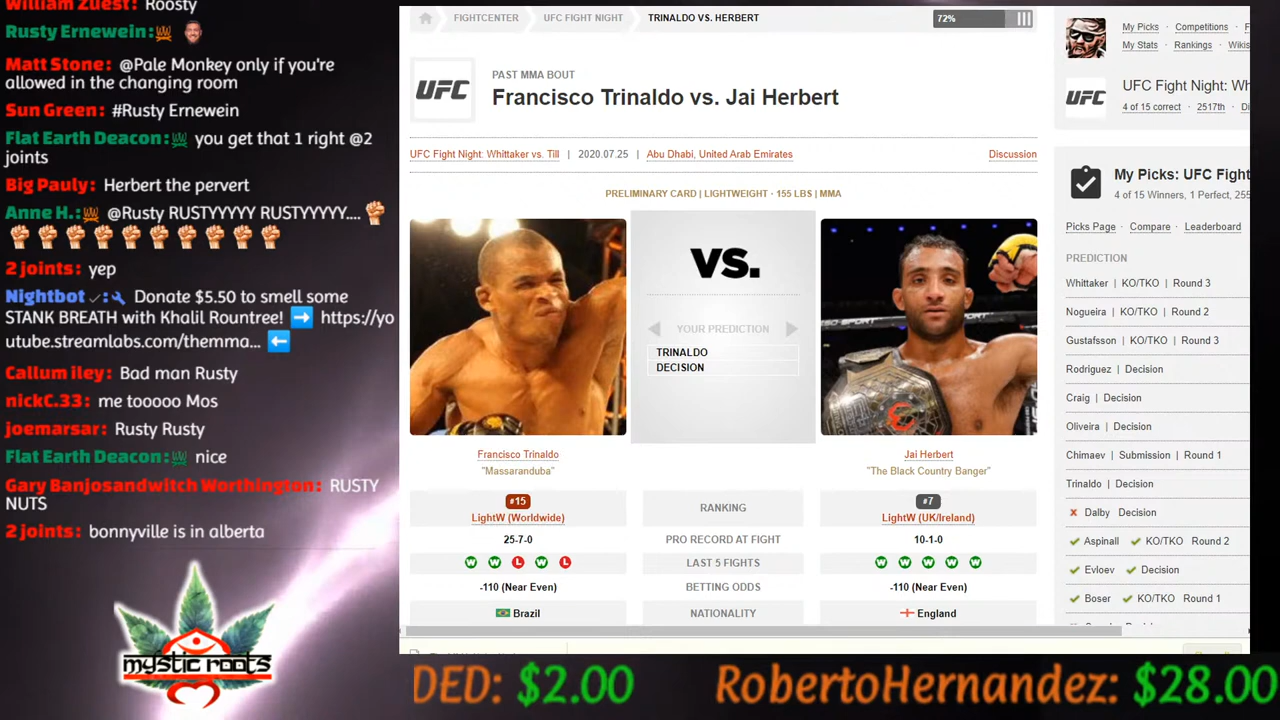 William Zuest: Roosty
Rusty Ernewein:
Matt Stone: @Pale Monkey only if you're
allowed in the changing room
Sun Green: #Rusty Ernewein
Flat Earth Deacon: you get that 1 right @2
joints
Big Pauly: Herbert the pervert
Anne H.: @Rusty RUSTYYYYY RUSTYYYYY....
2 joints: yep
Nightbot ✓: Donate $5.50 to smell some
STANK BREATH with Khalil Rountree! ➡ https://yo
utube.streamlabs.com/themma... ⬅
Callum iley: Bad man Rusty
nickC.33: me tooooo Mos
joemarsar: Rusty Rusty
Flat Earth Deacon: nice
Gary Banjosandwitch Worthington: RUSTY
NUTS
2 joints: bonnyville is in alberta
mystic roots
FIGHTCENTER UFC FIGHT NIGHT TRINALDO VS. HERBERT
72%
UFC
PAST MMA BOUT
Francisco Trinaldo vs. Jai Herbert
UFC Fight Night: Whittaker vs. Till | 2020.07.25 | Abu Dhabi, United Arab Emirates
Discussion
PRELIMINARY CARD | LIGHTWEIGHT · 155 LBS | MMA
VS.
YOUR PREDICTION
TRINALDO
DECISION
Francisco Trinaldo
"Massaranduba"
Jai Herbert
"The Black Country Banger"
#15
LightW (Worldwide)
RANKING
#7
LightW (UK/Ireland)
25-7-0 PRO RECORD AT FIGHT 10-1-0
W W L W L LAST 5 FIGHTS W W W W W
-110 (Near Even) BETTING ODDS -110 (Near Even)
Brazil NATIONALITY England
My Picks · Competitions · F
My Stats · Rankings · Wikis
UFC
UFC Fight Night: Wh
4 of 15 correct · 2517th · Di
My Picks: UFC Fight
4 of 15 Winners, 1 Perfect, 255
Picks Page · Compare · Leaderboard
PREDICTION
Whittaker | KO/TKO | Round 3
Nogueira | KO/TKO | Round 2
Gustafsson | KO/TKO | Round 3
Rodriguez | Decision
Craig | Decision
Oliveira | Decision
Chimaev | Submission | Round 1
Trinaldo | Decision
Dalby Decision
Aspinall KO/TKO Round 2
Evloev Decision
Boser KO/TKO Round 1
DED: $2.00 RobertoHernandez: $28.00